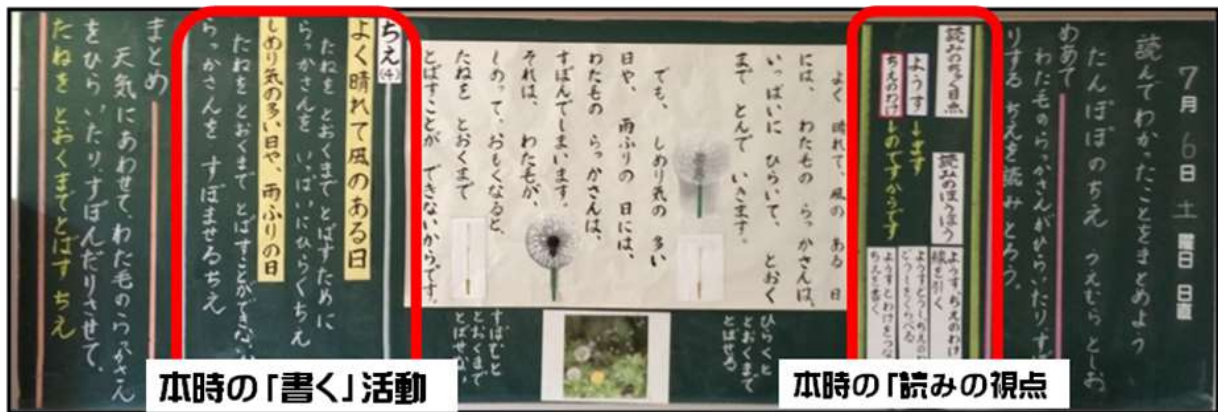 7月6日 土 曜日 日直
読んでわかったことをまとめよう
たんぽぽのちえ うえむら としお
めあて
わた毛のらっかさんがひらいたり、すぼ
りするちえを読みとろう。
読みのちゃく目点
ようす ↓ます
ちえのわけ ↓のですからです
読みのほうほう
ようす、ちえのわけ
線を引く
ようすとわけをつな
ちえを書く
よく 晴れて、風の ある 日
には、 わた毛の らっかさんは、
いっぱいに ひらいて、 とおく
まで とんで いきます。
でも、 しめり気の 多い
日や、 雨ふりの 日には、
わた毛の らっかさんは、
すぼんでしまいます。
それは、 わた毛が、
しめって、おもくなると、
たねを とおくまで
とばすことが できないからです。
ひらくと
とおくまで
とばせる
すぼむと
とおくまで
とばせない
ちえ(4)
よく晴れて風のある日
たねを とおくまで とばすために
らっかさんを いっぱいにひらくちえ
しめり気の多い日や、雨ふりの日
たねを とおくまで とばすことができない
らっかさんを すぼませるちえ
まとめ
天気にあわせて、わた毛のらっかさん
をひらいたりすぼんだりさせて、
たねを とおくまでとばす ちえ
本時の「書く」活動
本時の「読みの視点